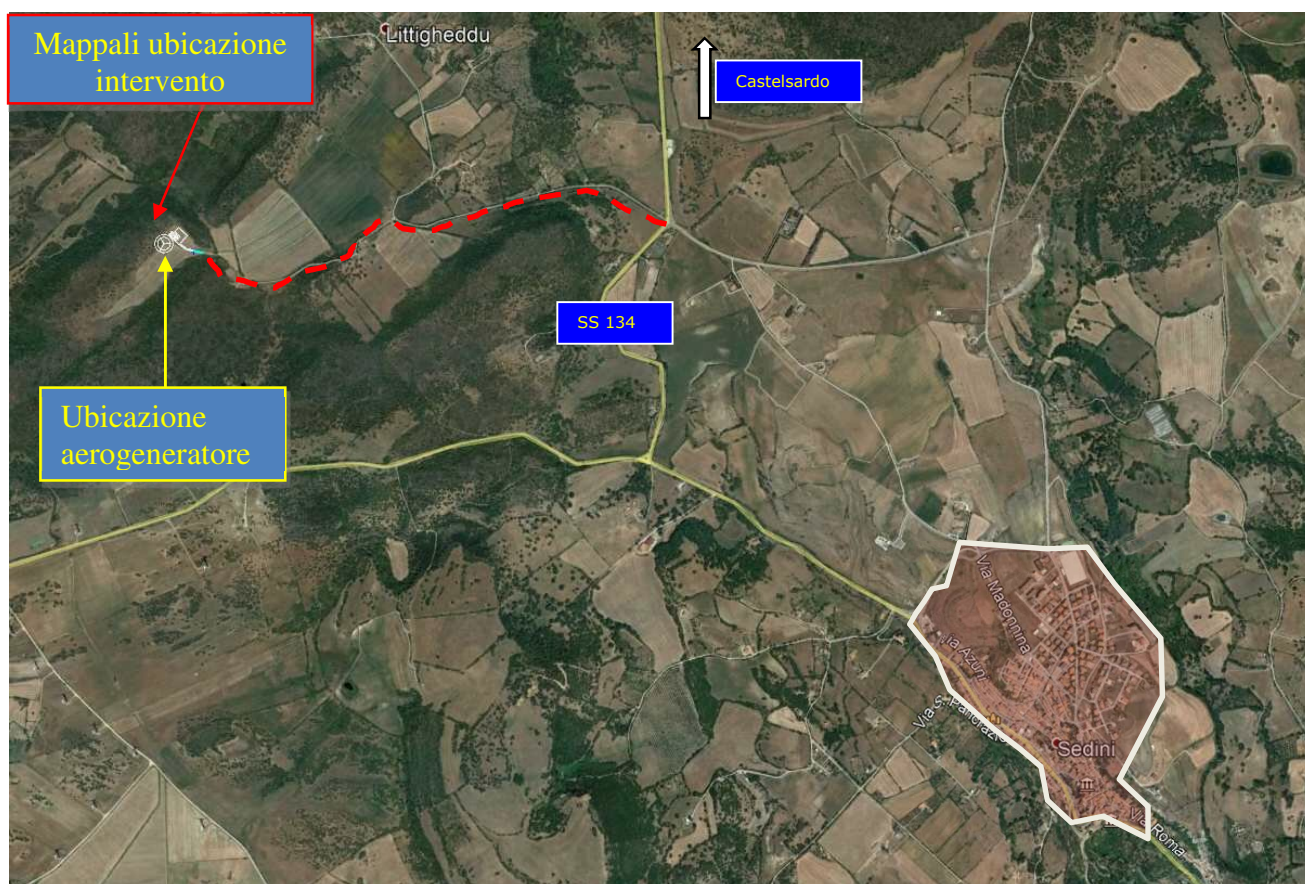 Mappali ubicazione
intervento
Littigheddu
Castelsardo
SS 134
Ubicazione
aerogeneratore
Via Madonnina
ia Azuni
Via S. Pancrazio
Sedini
Via Roma